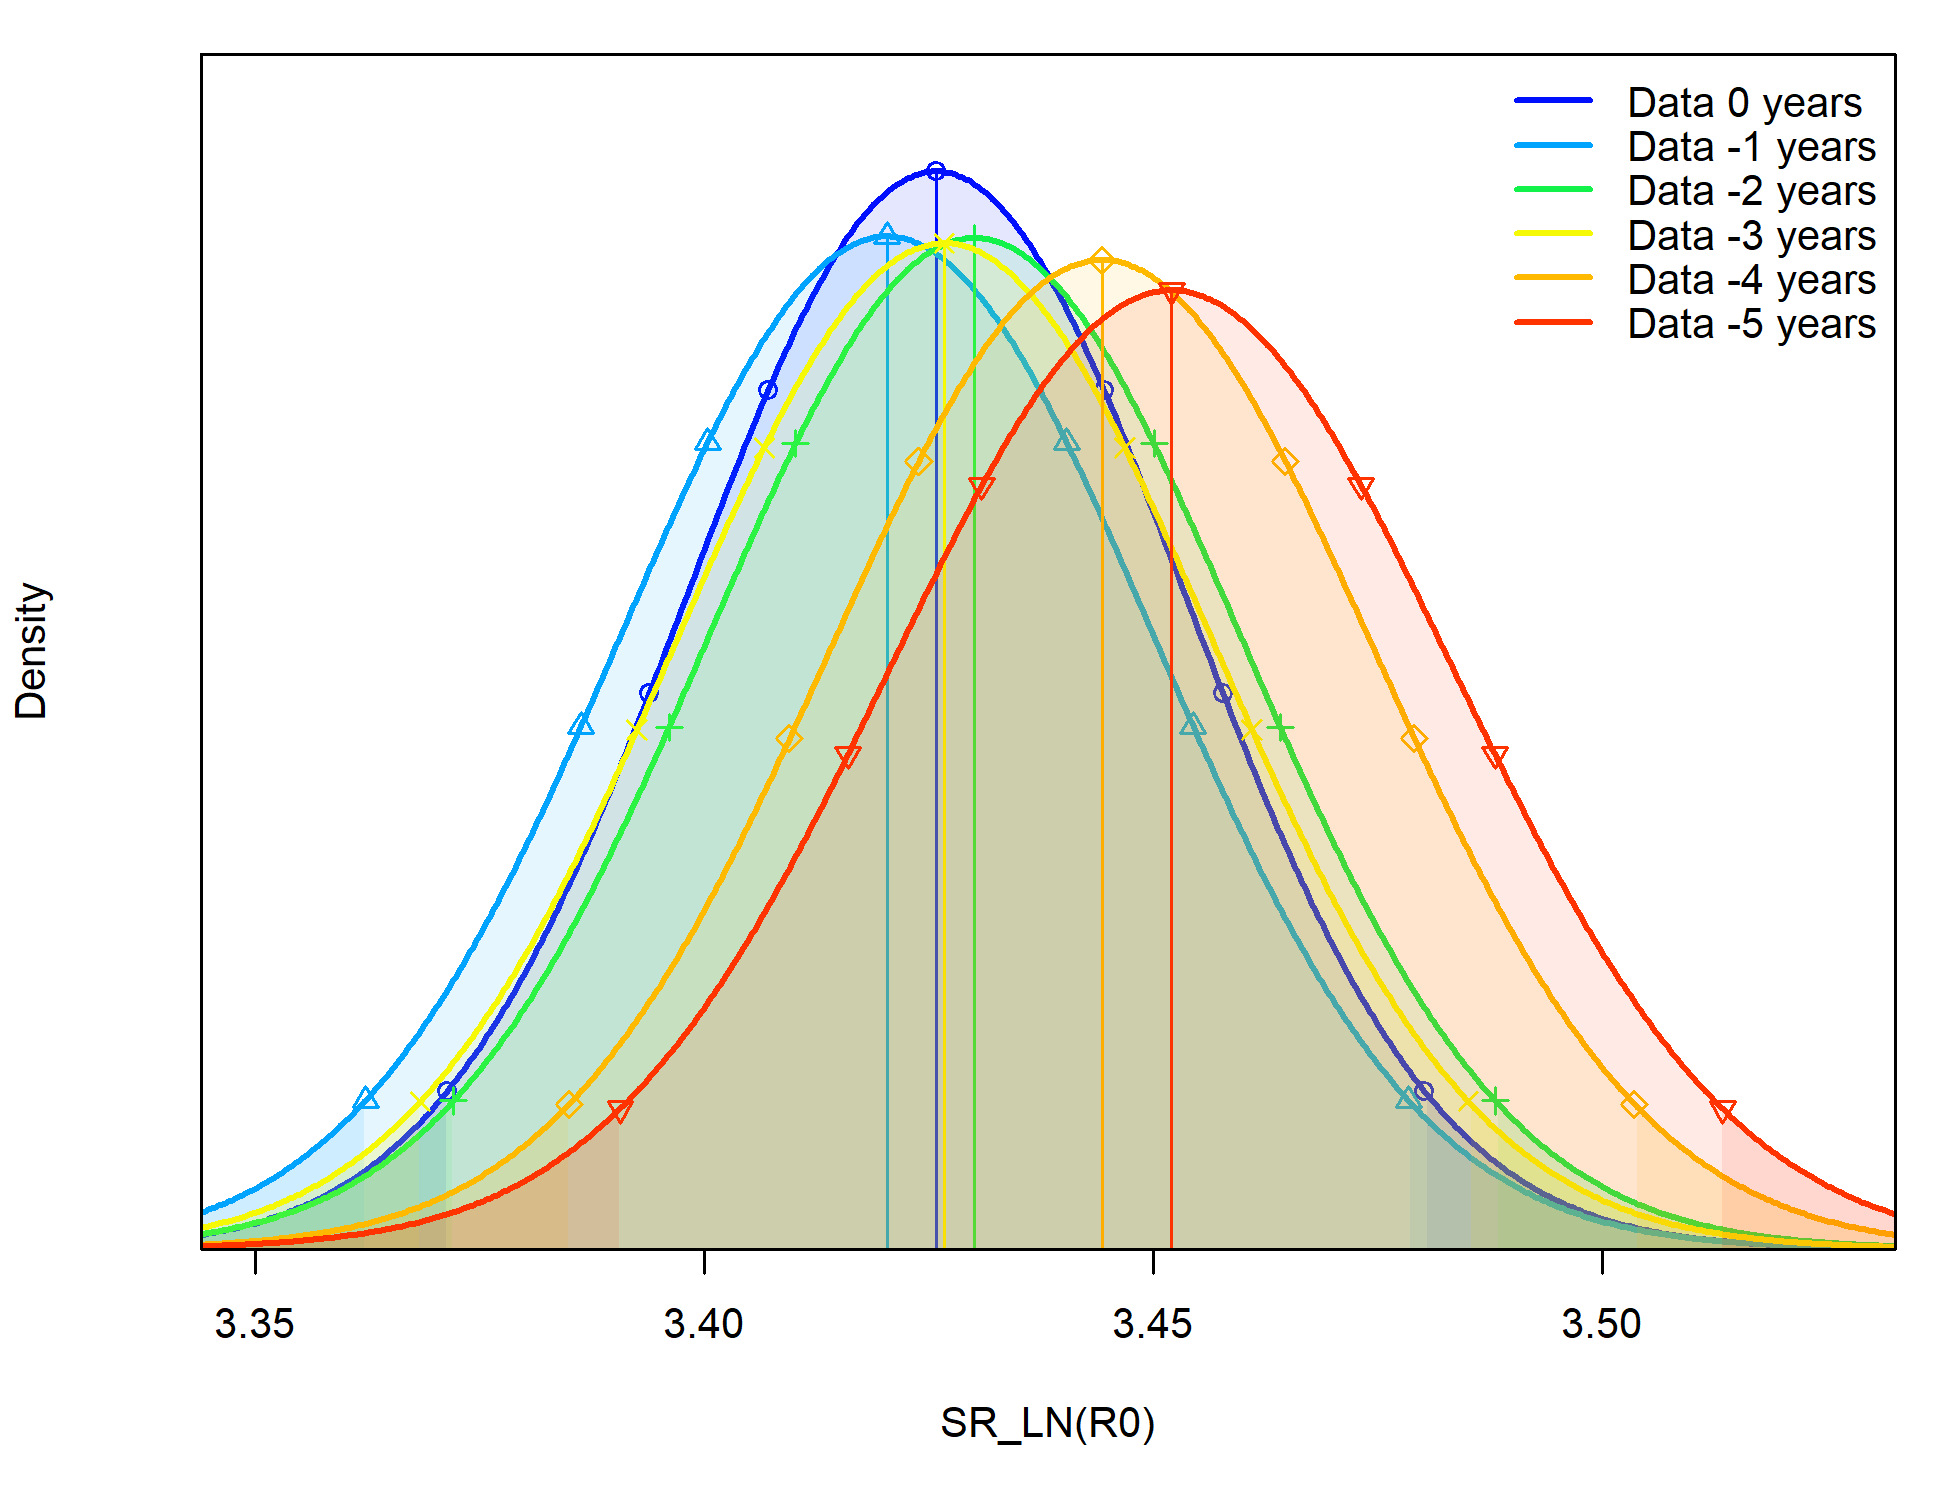 Data 0 years
Data -1 years
Data -2 years
Data -3 years
Data -4 years
Data -5 years
Density
3.35 3.40 3.45 3.50
SR_LN(R0)